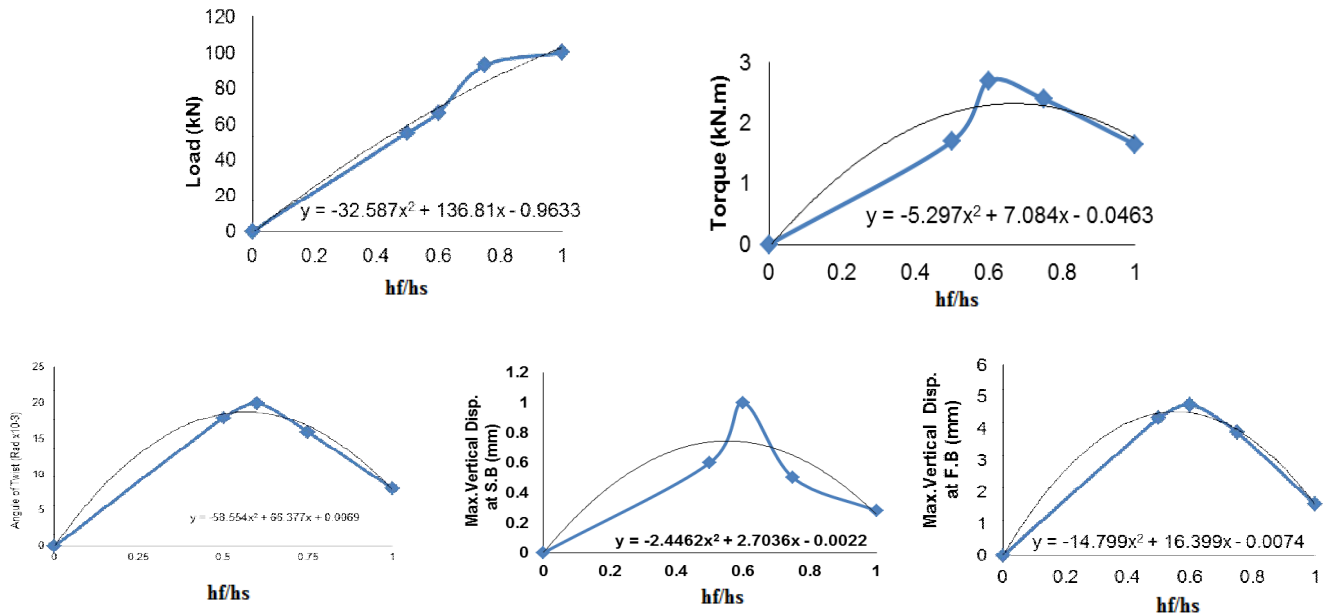 120
100
80
60
40
20
0
Load (kN)
y = -32.587x² + 136.81x - 0.9633
0 0.2 0.4 0.6 0.8 1
hf/hs
3
2
1
0
Torque (kN.m)
y = -5.297x² + 7.084x - 0.0463
0 0.2 0.4 0.6 0.8 1
hf/hs
25
20
15
10
5
0
Angle of Twist (Rad x10-3)
y = -58.554x² + 66.377x + 0.0069
0 0.25 0.5 0.75 1
hf/hs
1.2
1
0.8
0.6
0.4
0.2
0
Max.Vertical Disp.
at S.B (mm)
y = -2.4462x² + 2.7036x - 0.0022
0 0.2 0.4 0.6 0.8 1
hf/hs
6
5
4
3
2
1
0
Max.Vertical Disp.
at F.B (mm)
y = -14.799x² + 16.399x - 0.0074
0 0.2 0.4 0.6 0.8 1
hf/hs